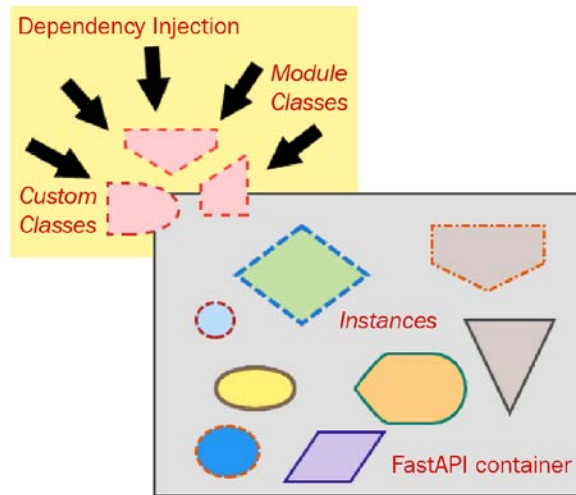 Dependency Injection
Module
Classes
Custom
Classes
Instances
FastAPI container